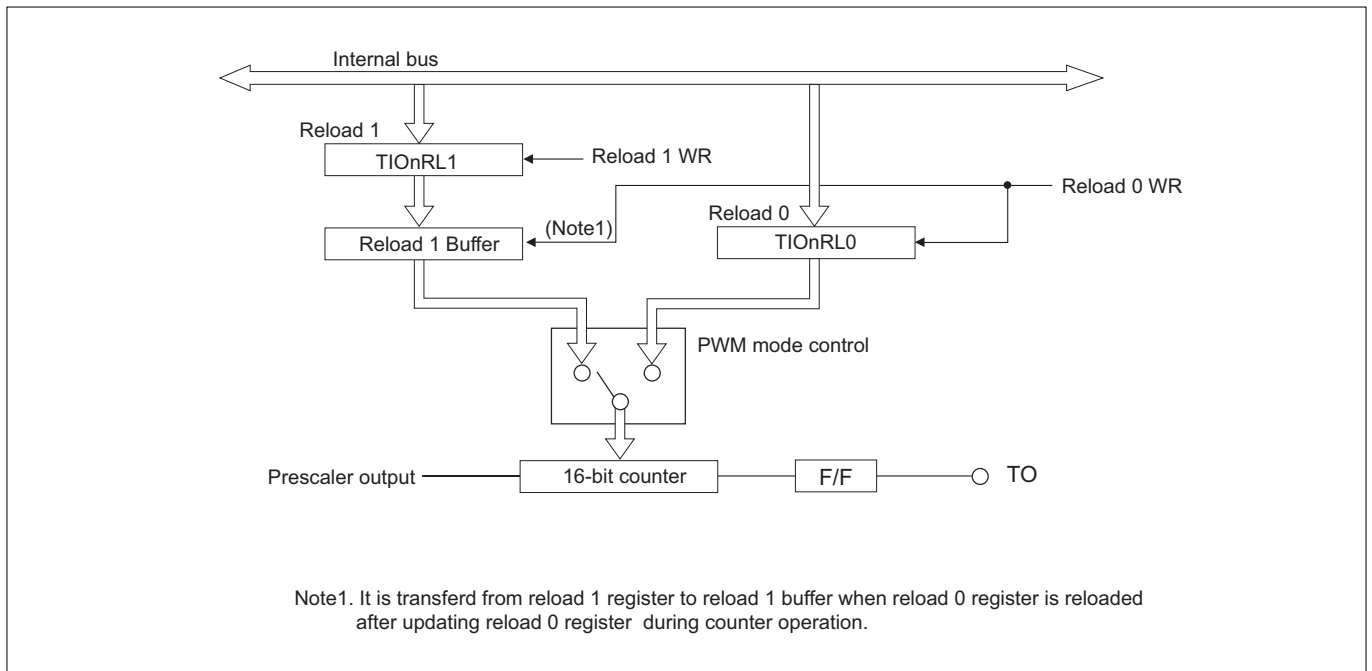 Internal bus
Reload 1
TIOnRL1
Reload 1 WR
Reload 0 WR
Reload 0
(Note1)
Reload 1 Buffer
TIOnRL0
PWM mode control
Prescaler output
16-bit counter
F/F
TO
Note1. It is transferd from reload 1 register to reload 1 buffer when reload 0 register is reloaded
after updating reload 0 register during counter operation.